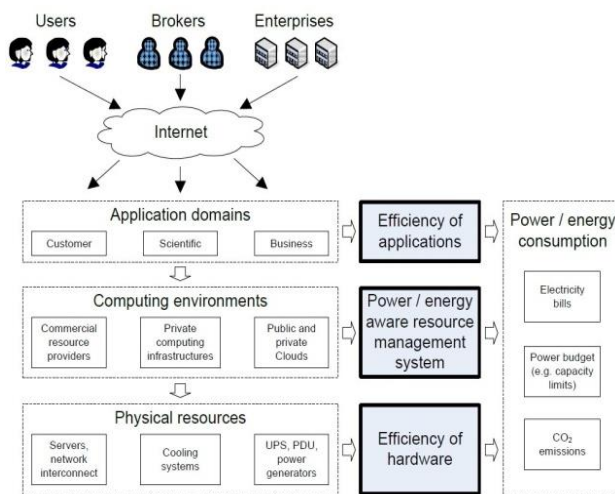 Users
Brokers
Enterprises
Internet
Application domains
Customer
Scientific
Business
Efficiency of
applications
Power / energy
consumption
Computing environments
Commercial
resource
providers
Private
computing
infrastructures
Public and
private
Clouds
Power / energy
aware resource
management
system
Electricity
bills
Power budget
(e.g. capacity
limits)
Physical resources
Servers,
network
interconnect
Cooling
systems
UPS, PDU,
power
generators
Efficiency of
hardware
CO₂
emissions